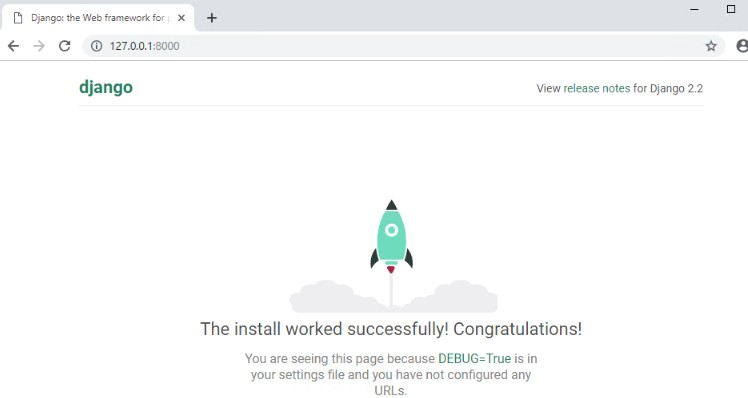 Django: the Web framework for
127.0.0.1:8000
django
View release notes for Django 2.2
The install worked successfully! Congratulations!
You are seeing this page because DEBUG=True is in
your settings file and you have not configured any
URLs.